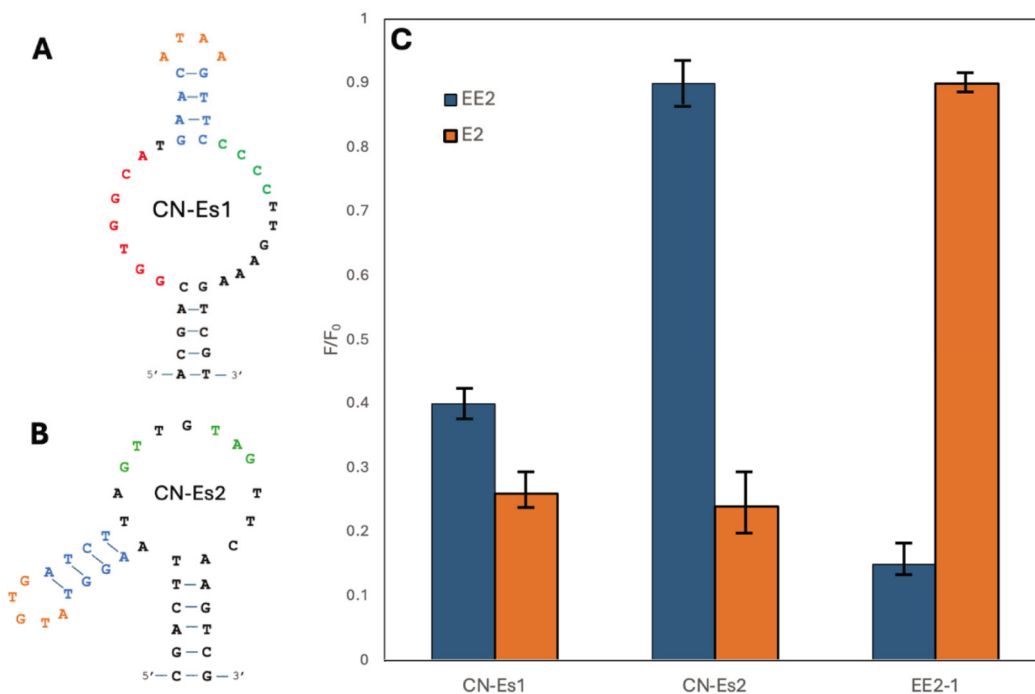 A
T A
A A
C–G
A–T
A–T
T G C C
A C
C C
G C
CN-Es1
T
G T
T G
G A
G C G A A
A–T
G–C
C–G
5’–A–T–3’
B
T G T
T A
G G
A CN-Es2 T
T T
T A C
C A
T G T A
A G
G T T–A
T T A C–G
G T A–T
G–C
5’–C–G–3’
C
EE2
E2
F/F0
1
0.9
0.8
0.7
0.6
0.5
0.4
0.3
0.2
0.1
0
CN-Es1 CN-Es2 EE2-1